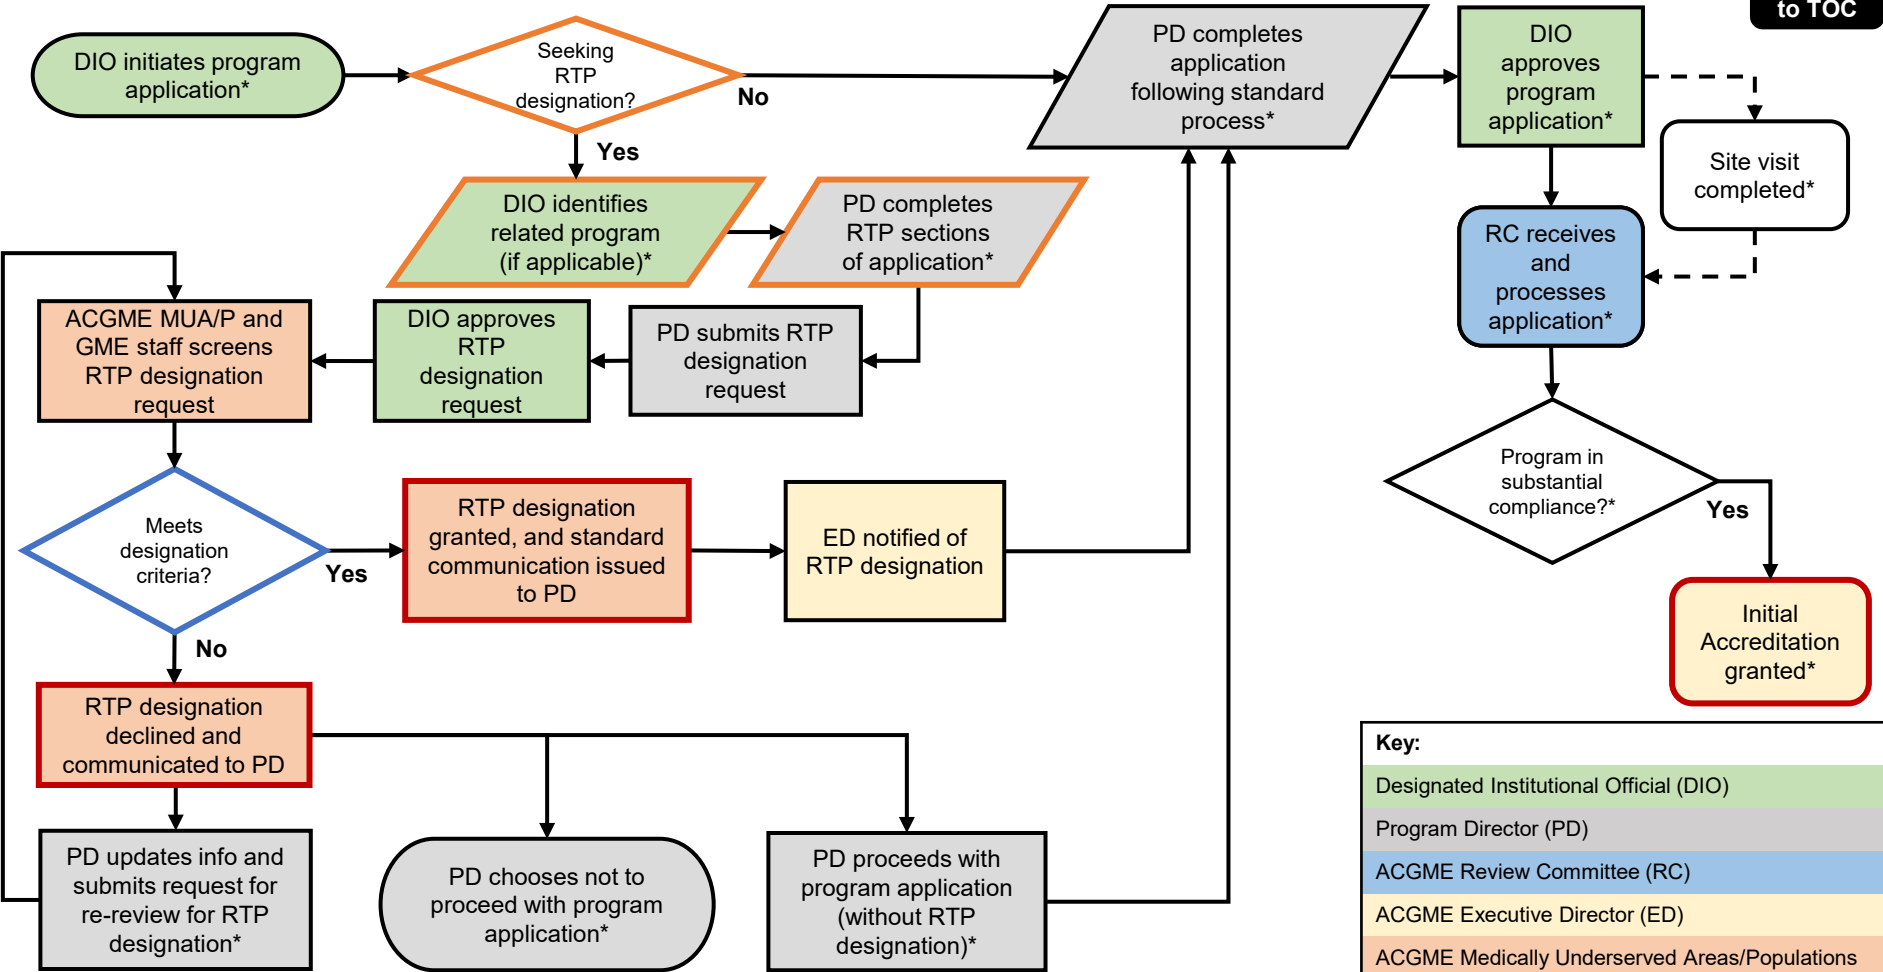 to TOC
DIO initiates program
application*
Seeking
RTP
designation?
No
Yes
PD completes
application
following standard
process*
DIO
approves
program
application*
Site visit
completed*
DIO identifies
related program
(if applicable)*
PD completes
RTP sections
of application*
RC receives
and
processes
application*
ACGME MUA/P and
GME staff screens
RTP designation
request
DIO approves
RTP
designation
request
PD submits RTP
designation
request
Program in
substantial
compliance?*
Yes
Meets
designation
criteria?
Yes
No
RTP designation
granted, and standard
communication issued
to PD
ED notified of
RTP designation
Initial
Accreditation
granted*
RTP designation
declined and
communicated to PD
PD updates info and
submits request for
re-review for RTP
designation*
PD chooses not to
proceed with program
application*
PD proceeds with
program application
(without RTP
designation)*
Key:
Designated Institutional Official (DIO)
Program Director (PD)
ACGME Review Committee (RC)
ACGME Executive Director (ED)
ACGME Medically Underserved Areas/Populations